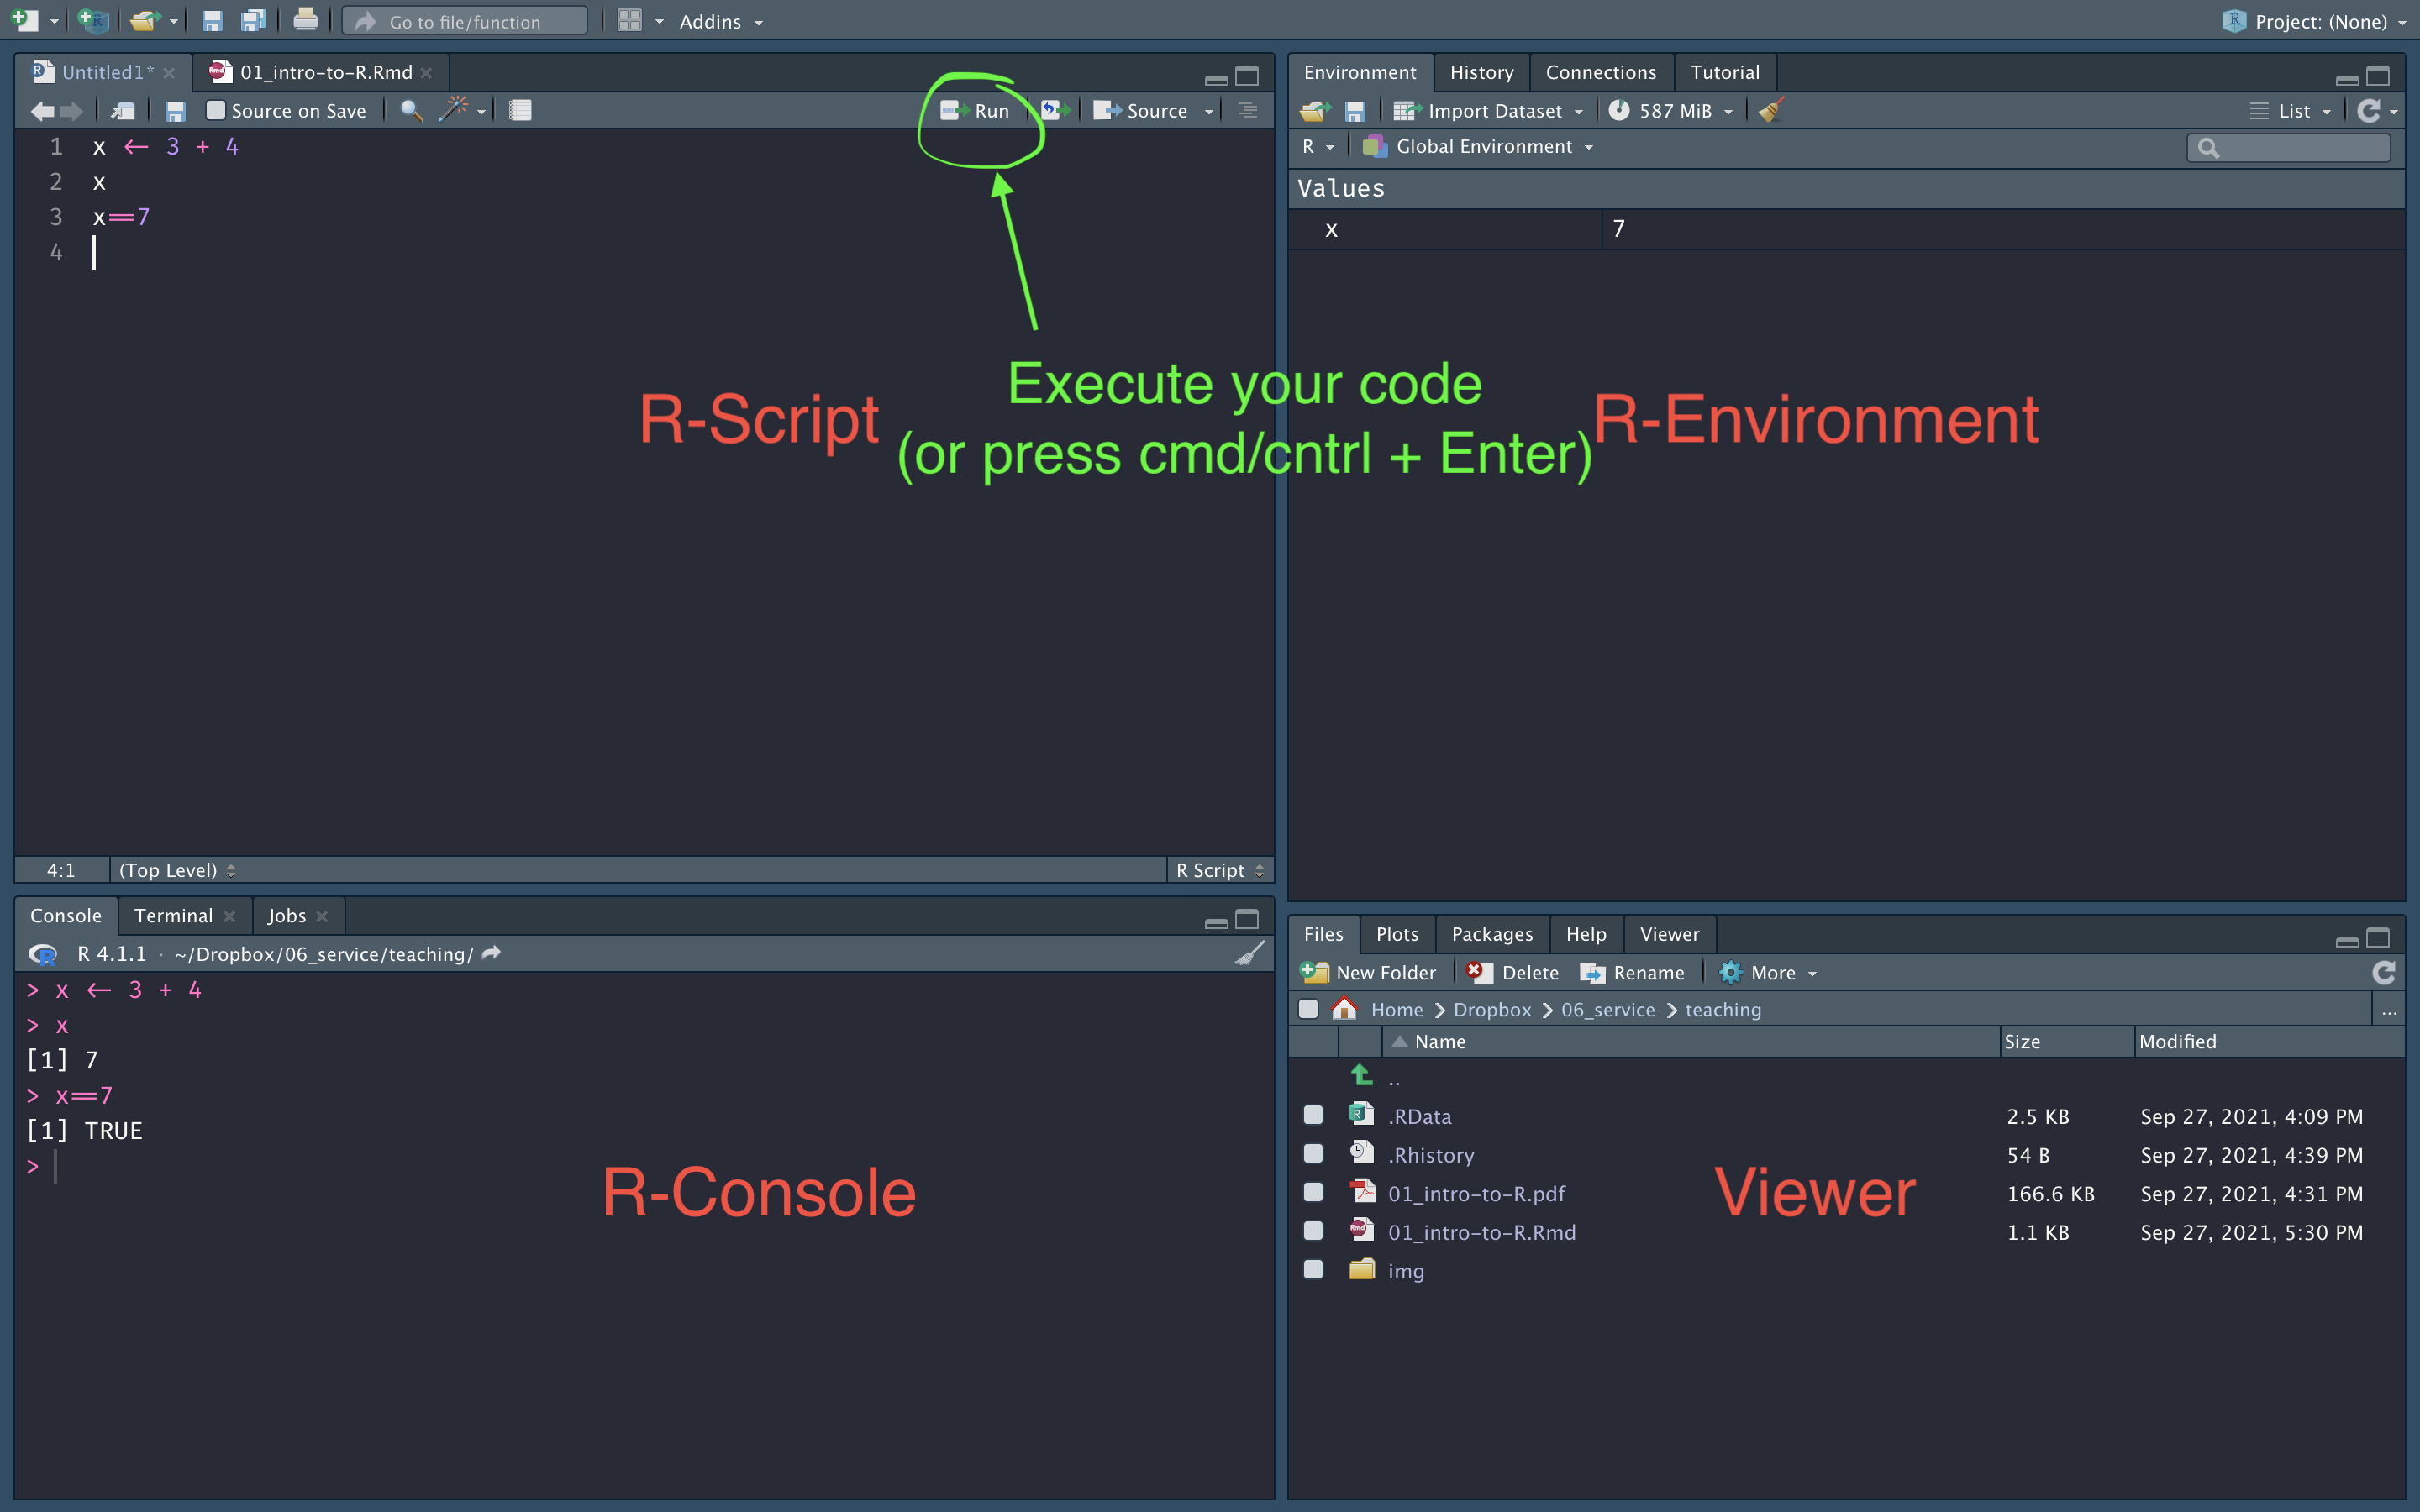 Go to file/function Addins Project: (None)
Untitled1* 01_intro-to-R.Rmd
Source on Save Run Source
1 x <- 3 + 4
2 x
3 x==7
4
Execute your code
(or press cmd/cntrl + Enter)
R-Script
4:1 (Top Level) R Script
Environment History Connections Tutorial
Import Dataset 587 MiB List
R Global Environment
Values
x 7
R-Environment
Console Terminal Jobs
R 4.1.1 · ~/Dropbox/06_service/teaching/
> x <- 3 + 4
> x
[1] 7
> x==7
[1] TRUE
>
R-Console
Files Plots Packages Help Viewer
New Folder Delete Rename More
Home Dropbox 06_service teaching ...
Name Size Modified
..
.RData 2.5 KB Sep 27, 2021, 4:09 PM
.Rhistory 54 B Sep 27, 2021, 4:39 PM
01_intro-to-R.pdf 166.6 KB Sep 27, 2021, 4:31 PM
01_intro-to-R.Rmd 1.1 KB Sep 27, 2021, 5:30 PM
img
Viewer